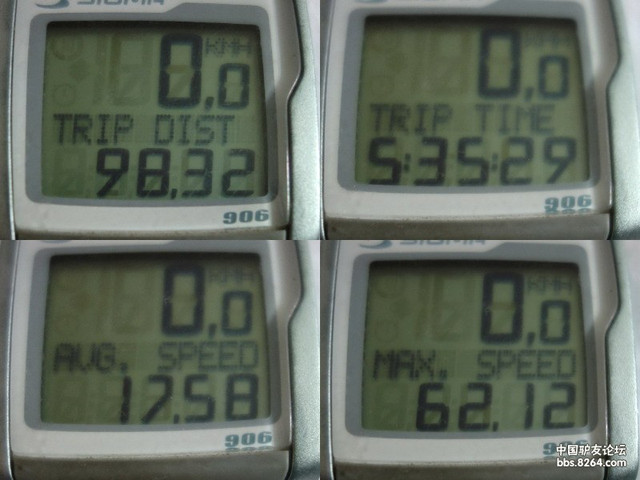 SIGMA
0,0 KMH
TRIP DIST
98,32
906
0,0
TRIP TIME
5:35:29
906
0,0 KMH
AVG. SPEED
17,58
906
SIGMA
0,0 KMH
MAX. SPEED
62,12
中国驴友论坛
bbs.8264.com